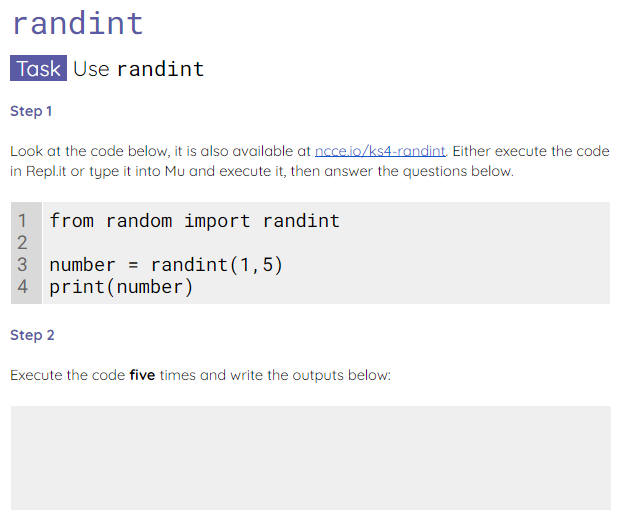 randint
Task Use randint
Step 1
Look at the code below, it is also available at ncce.io/ks4-randint. Either execute the code
in Repl.it or type it into Mu and execute it, then answer the questions below.
1 from random import randint
2
3 number = randint(1,5)
4 print(number)
Step 2
Execute the code five times and write the outputs below: